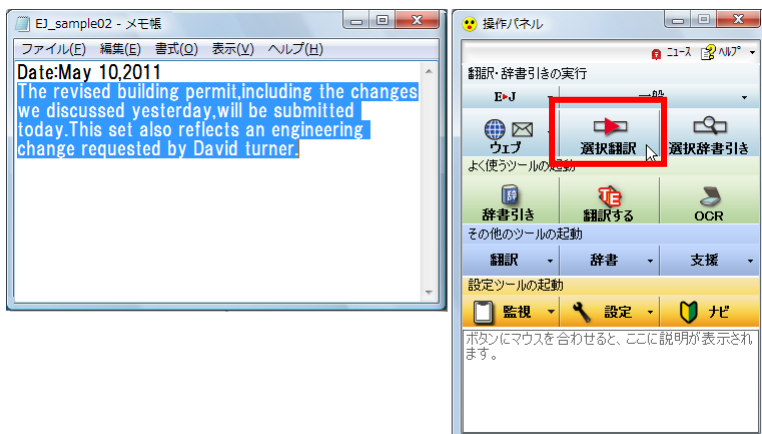 EJ_sample02 - メモ帳
ファイル(F) 編集(E) 書式(O) 表示(V) ヘルプ(H)
Date:May 10,2011
The revised building permit,including the changes
we discussed yesterday,will be submitted
today.This set also reflects an engineering
change requested by David turner.
操作パネル
ニュース ヘルプ
翻訳・辞書引きの実行
E▶J 一般
ウェブ 選択翻訳 選択辞書引き
よく使うツールの起動
辞書引き 翻訳する OCR
その他のツールの起動
翻訳 辞書 支援
設定ツールの起動
監視 設定 ナビ
ボタンにマウスを合わせると、ここに説明が表示され
ます。